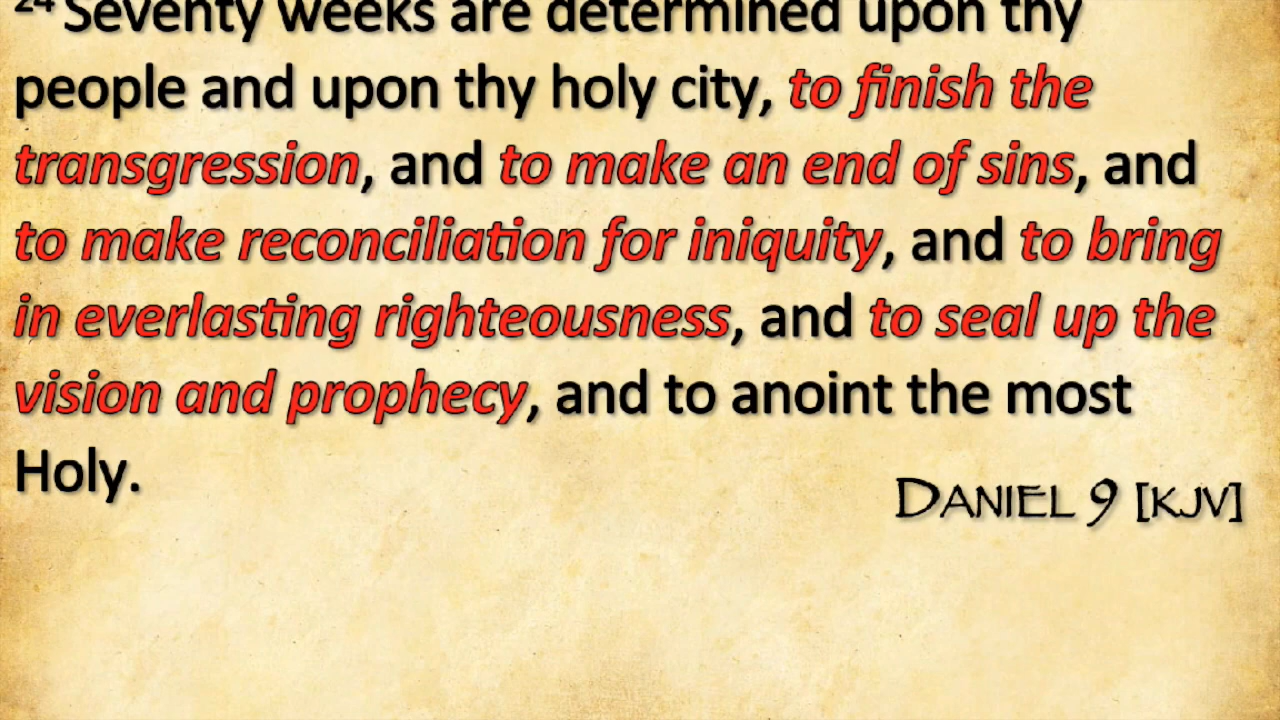 24 Seventy weeks are determined upon thy
people and upon thy holy city, to finish the
transgression, and to make an end of sins, and
to make reconciliation for iniquity, and to bring
in everlasting righteousness, and to seal up the
vision and prophecy, and to anoint the most
Holy.
DANIEL 9 [KJV]